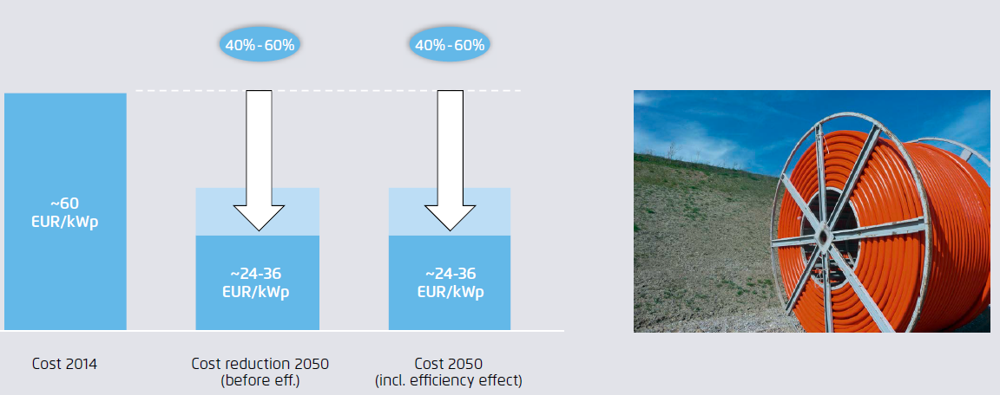 40%-60%
40%-60%
~60
EUR/kWp
~24-36
EUR/kWp
~24-36
EUR/kWp
Cost 2014
Cost reduction 2050
(before eff.)
Cost 2050
(incl. efficiency effect)